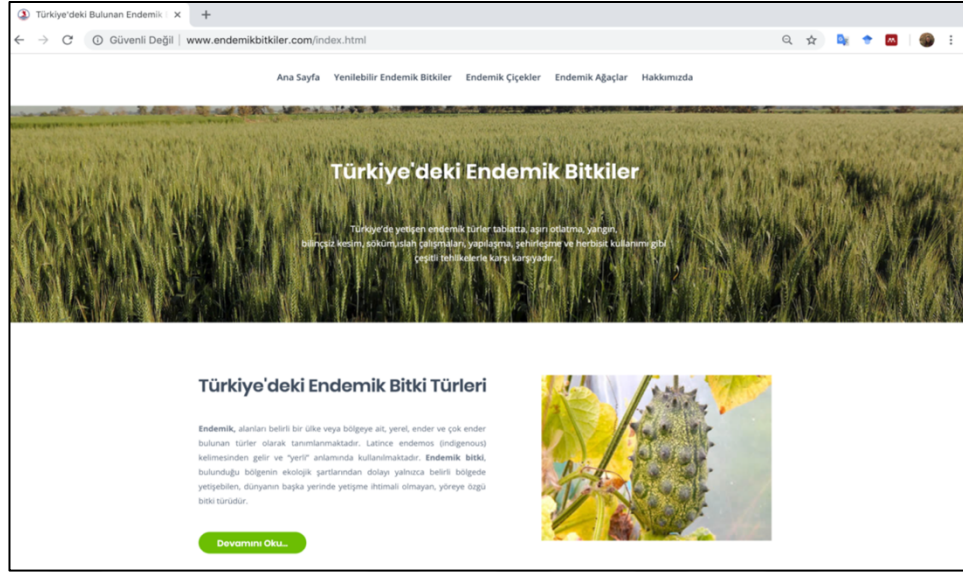 Türkiye'deki Bulunan Endemik
Güvenli Değil | www.endemikbitkiler.com/index.html
Ana Sayfa Yenilebilir Endemik Bitkiler Endemik Çiçekler Endemik Ağaçlar Hakkımızda
Türkiye'deki Endemik Bitkiler
Türkiye'de yetişen endemik türler tabiatta, aşırı otlatma, yangın,
bilinçsiz kesim, söküm,ıslah çalışmaları, yapılaşma, şehirleşme ve herbisit kullanımı gibi
çeşitli tehlikelerle karşı karşıyadır.
Türkiye'deki Endemik Bitki Türleri
Endemik, alanları belirli bir ülke veya bölgeye ait, yerel, ender ve çok ender
bulunan türler olarak tanımlanmaktadır. Latince endemos (indigenous)
kelimesinden gelir ve "yerli" anlamında kullanılmaktadır. Endemik bitki,
bulunduğu bölgenin ekolojik şartlarından dolayı yalnızca belirli bölgede
yetişebilen, dünyanın başka yerinde yetişme ihtimali olmayan, yöreye özgü
bitki türüdür.
Devamını Oku...